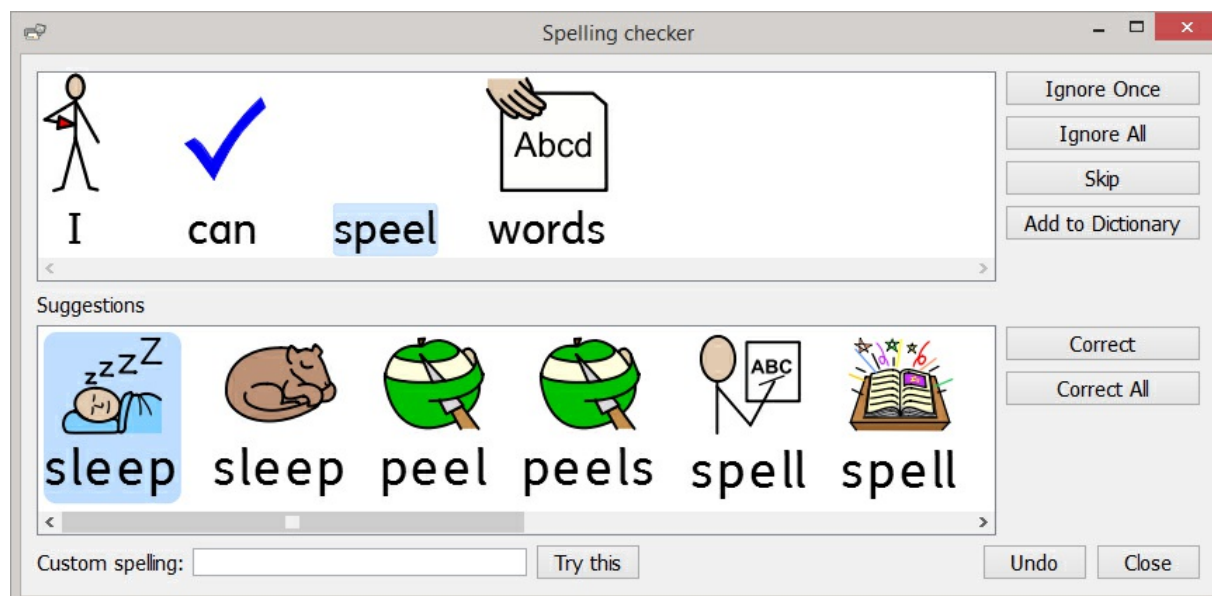 Spelling checker
Abcd
I can speel words
Ignore Once
Ignore All
Skip
Add to Dictionary
Suggestions
zzzZ
ABC
sleep sleep peel peels spell spell
Correct
Correct All
Custom spelling:
Try this
Undo
Close